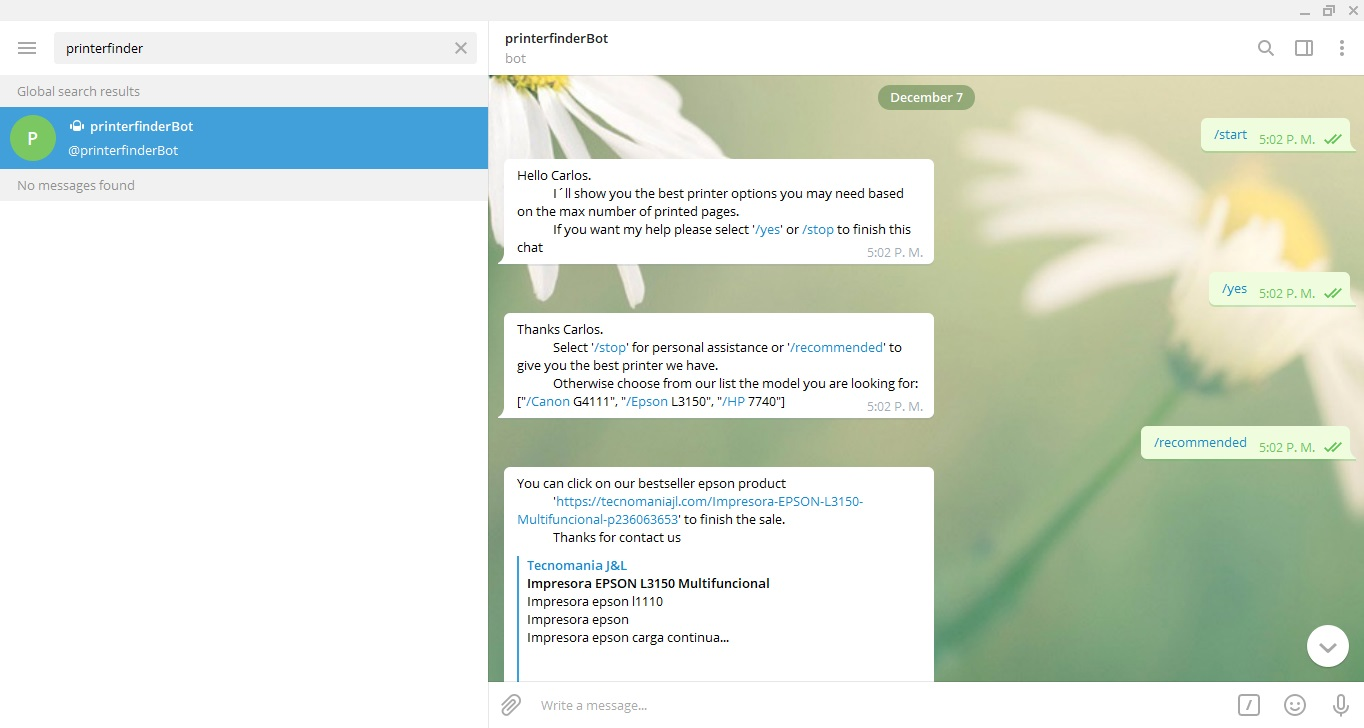 printerfinder
Global search results
P
printerfinderBot
@printerfinderBot
No messages found
printerfinderBot
bot
December 7
/start 5:02 P. M.
Hello Carlos.
I´ll show you the best printer options you may need based
on the max number of printed pages.
If you want my help please select '/yes' or /stop to finish this
chat
5:02 P. M.
/yes 5:02 P. M.
Thanks Carlos.
Select '/stop' for personal assistance or '/recommended' to
give you the best printer we have.
Otherwise choose from our list the model you are looking for:
["/Canon G4111", "/Epson L3150", "/HP 7740"]
5:02 P. M.
/recommended 5:02 P. M.
You can click on our bestseller epson product
'https://tecnomaniajl.com/Impresora-EPSON-L3150-
Multifuncional-p236063653' to finish the sale.
Thanks for contact us
Tecnomania J&L
Impresora EPSON L3150 Multifuncional
Impresora epson l1110
Impresora epson
Impresora epson carga continua...
Write a message...